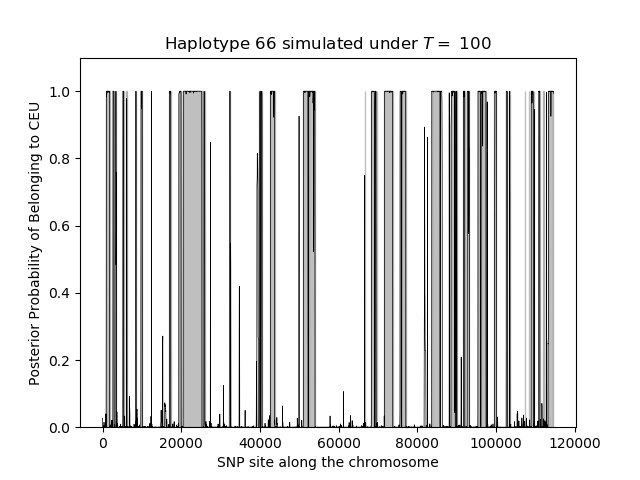 Haplotype 66 simulated under T = 100
Posterior Probability of Belonging to CEU
1.0
0.8
0.6
0.4
0.2
0.0
0 20000 40000 60000 80000 100000 120000
SNP site along the chromosome